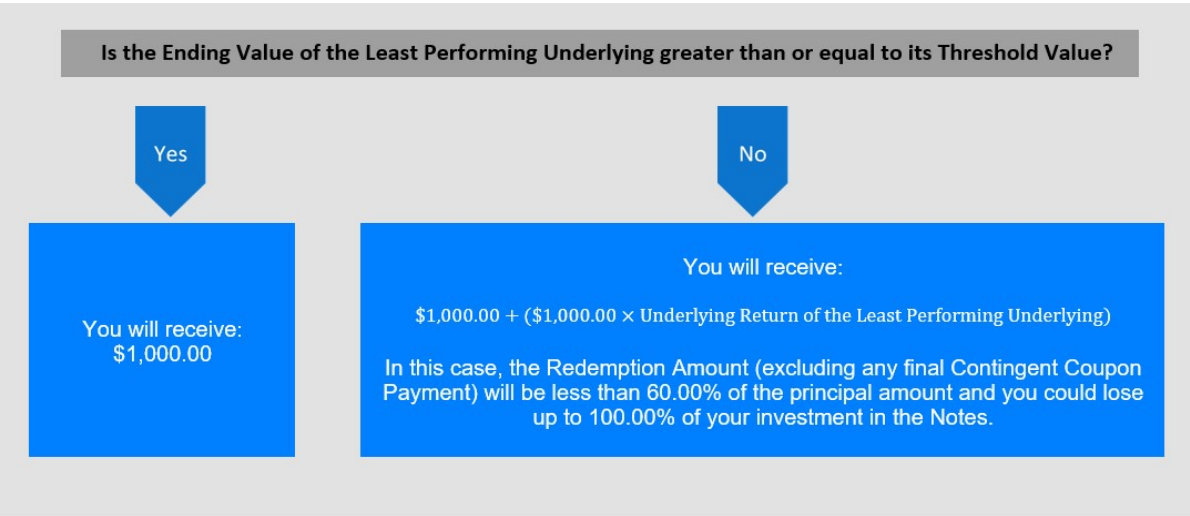 Is the Ending Value of the Least Performing Underlying greater than or equal to its Threshold Value?
Yes
No
You will receive:
$1,000.00
You will receive:
$1,000.00 + ($1,000.00 × Underlying Return of the Least Performing Underlying)
In this case, the Redemption Amount (excluding any final Contingent Coupon
Payment) will be less than 60.00% of the principal amount and you could lose
up to 100.00% of your investment in the Notes.